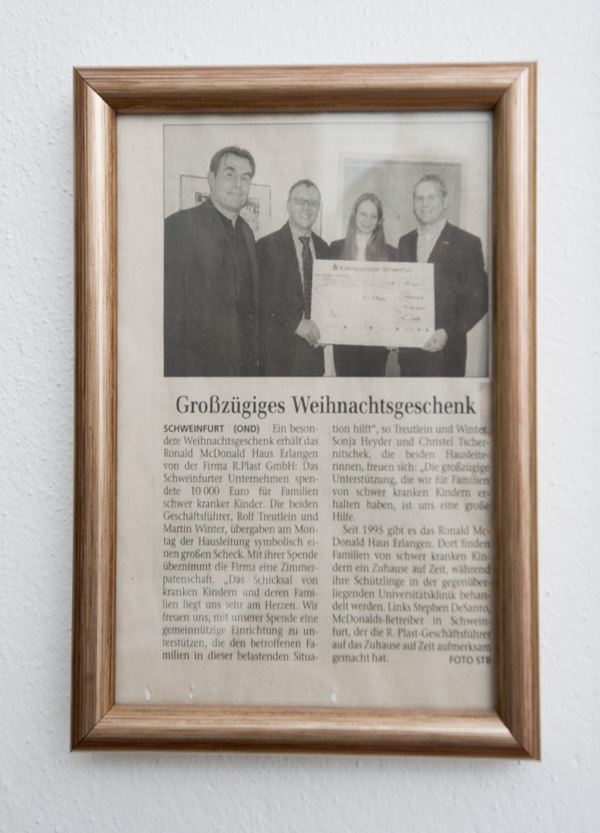 Kreissparkasse Schweinfurt
Großzügiges Weihnachtsgeschenk
SCHWEINFURT (OND) Ein beson-
dere Weihnachtsgeschenk erhält das
Ronald McDonald Haus Erlangen
von der Firma R.Plast GmbH: Das
Schweinfurter Unternehmen spen-
dete 10 000 Euro für Familien
schwer kranker Kinder. Die beiden
Geschäftsführer, Rolf Treutlein und
Martin Winter, übergaben am Mon-
tag der Hausleitung symbolisch ei-
nen großen Scheck. Mit ihrer Spende
übernimmt die Firma eine Zimmer-
patenschaft. „Das Schicksal von
kranken Kindern und deren Fami-
lien liegt uns sehr am Herzen. Wir
freuen uns, mit unserer Spende eine
gemeinnützige Einrichtung zu un-
terstützen, die den betroffenen Fa-
milien in dieser belastenden Situa-
tion hilft“, so Treutlein und Winter.
Sonja Heyder und Christel Tscher-
nitschek, die beiden Hausleite-
rinnen, freuen sich: „Die großzügige
Unterstützung, die wir für Familien
von schwer kranken Kindern er-
halten haben, ist uns eine große
Hilfe.
Seit 1995 gibt es das Ronald Mc-
Donald Haus Erlangen. Dort finden
Familien von schwer kranken Kin-
dern ein Zuhause auf Zeit, während
ihre Schützlinge in der gegenüber-
liegenden Universitätsklinik behan-
delt werden. Links Stephen DeSanto,
McDonalds-Betreiber in Schwein-
furt, der die R. Plast-Geschäftsführer
auf das Zuhause auf Zeit aufmerksam
gemacht hat. FOTO STB